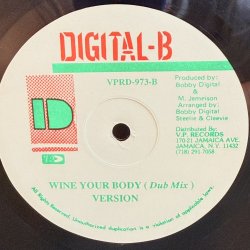 DIGITAL-B
VPRD-973-B
Produced by:
Bobby Digital
&
M. Jemmison
Arranged by:
Bobby Digital
Steelie & Cleevie
Distributed By:
V.P. RECORDS
170-21 JAMAICA AVE.
JAMAICA, N.Y. 11432
(718) 291-7058
ID
WINE YOUR BODY ( Dub Mix )
VERSION
All Rights Reserved. Unauthorized duplication is a violation of applicable laws.